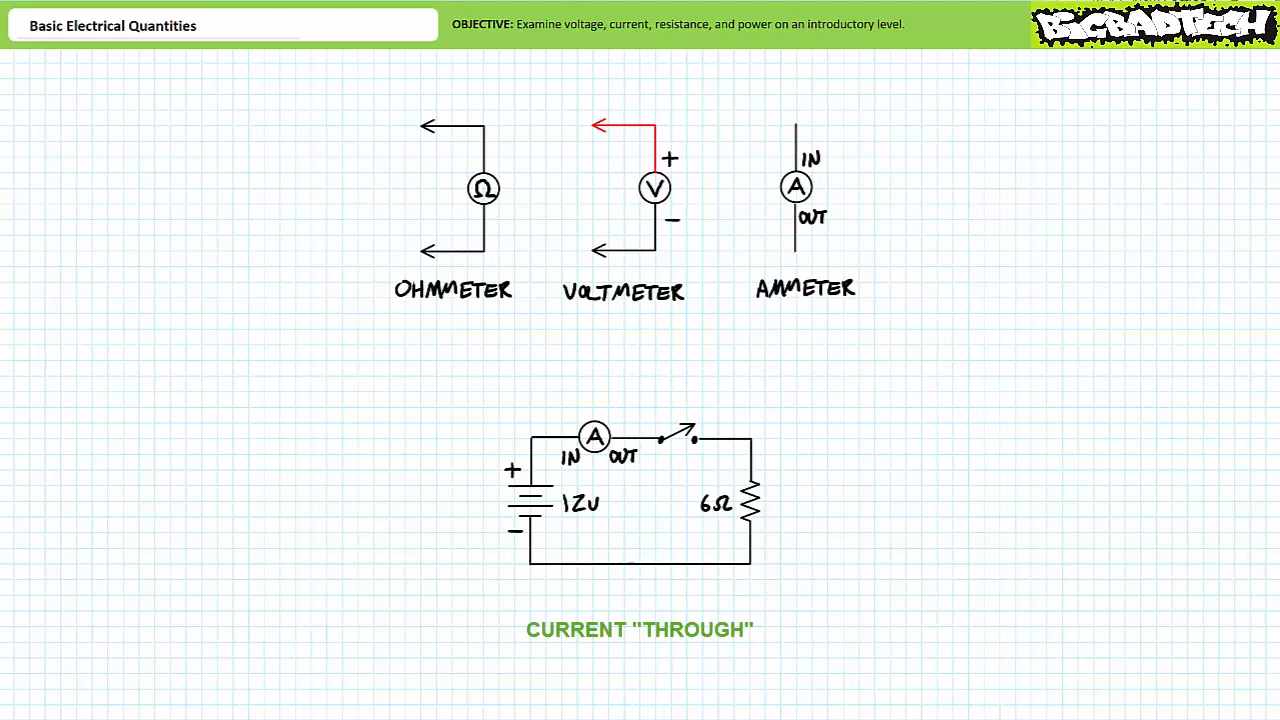 Basic Electrical Quantities
OBJECTIVE: Examine voltage, current, resistance, and power on an introductory level.
BIGBADTECH
+
IN
Ω
V
A
−
OUT
OHMMETER
VOLTMETER
AMMETER
A
IN
OUT
+
12V
6Ω
−
CURRENT "THROUGH"